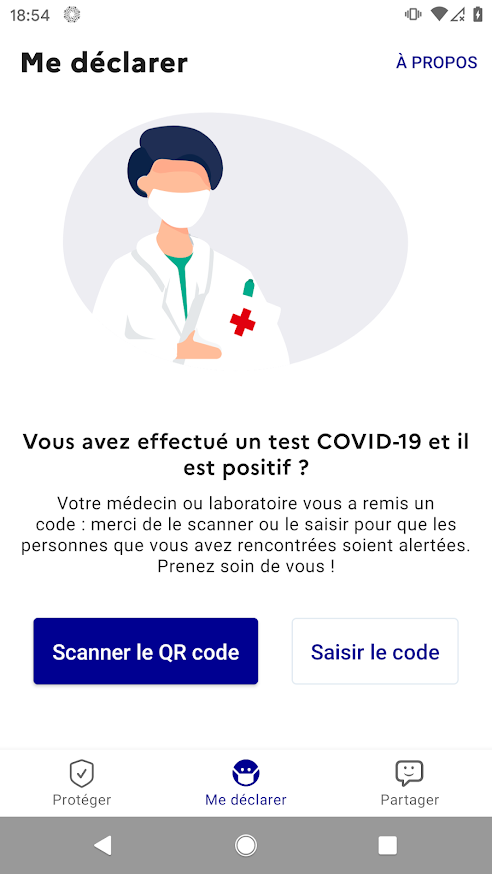 18:54
Me déclarer
À PROPOS
Vous avez effectué un test COVID-19 et il
est positif ?
Votre médecin ou laboratoire vous a remis un
code : merci de le scanner ou le saisir pour que les
personnes que vous avez rencontrées soient alertées.
Prenez soin de vous !
Scanner le QR code
Saisir le code
Protéger
Me déclarer
Partager